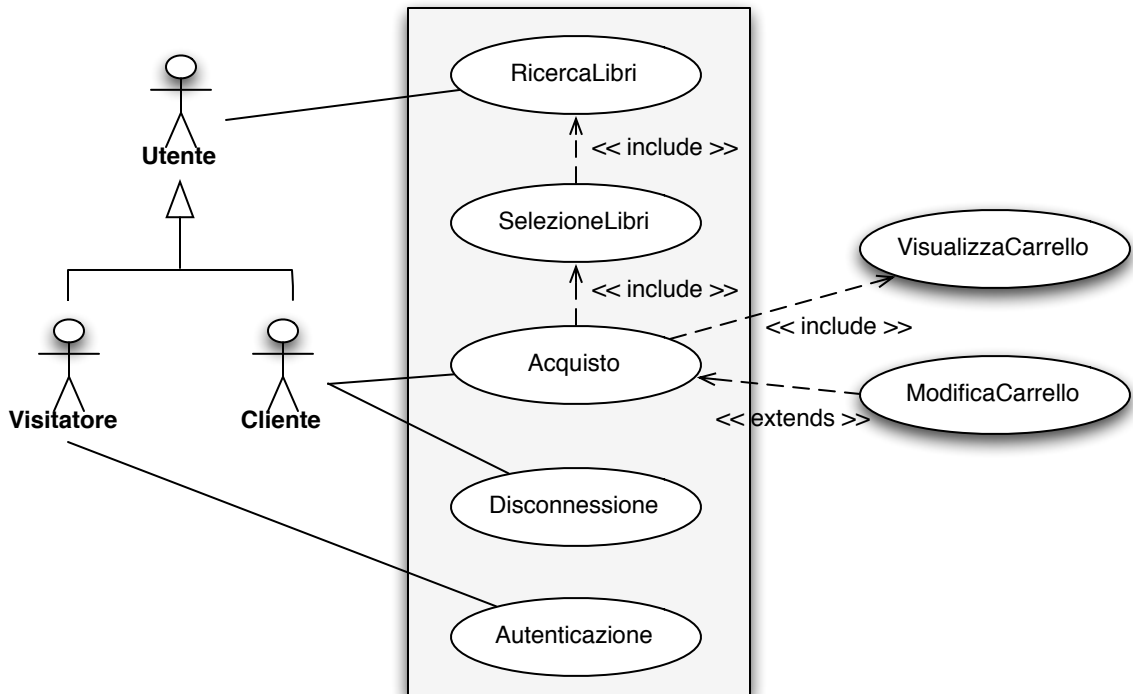 RicercaLibri
<< include >>
Utente
SelezioneLibri
VisualizzaCarrello
<< include >>
<< include >>
Acquisto
ModificaCarrello
<< extends >>
Visitatore
Cliente
Disconnessione
Autenticazione